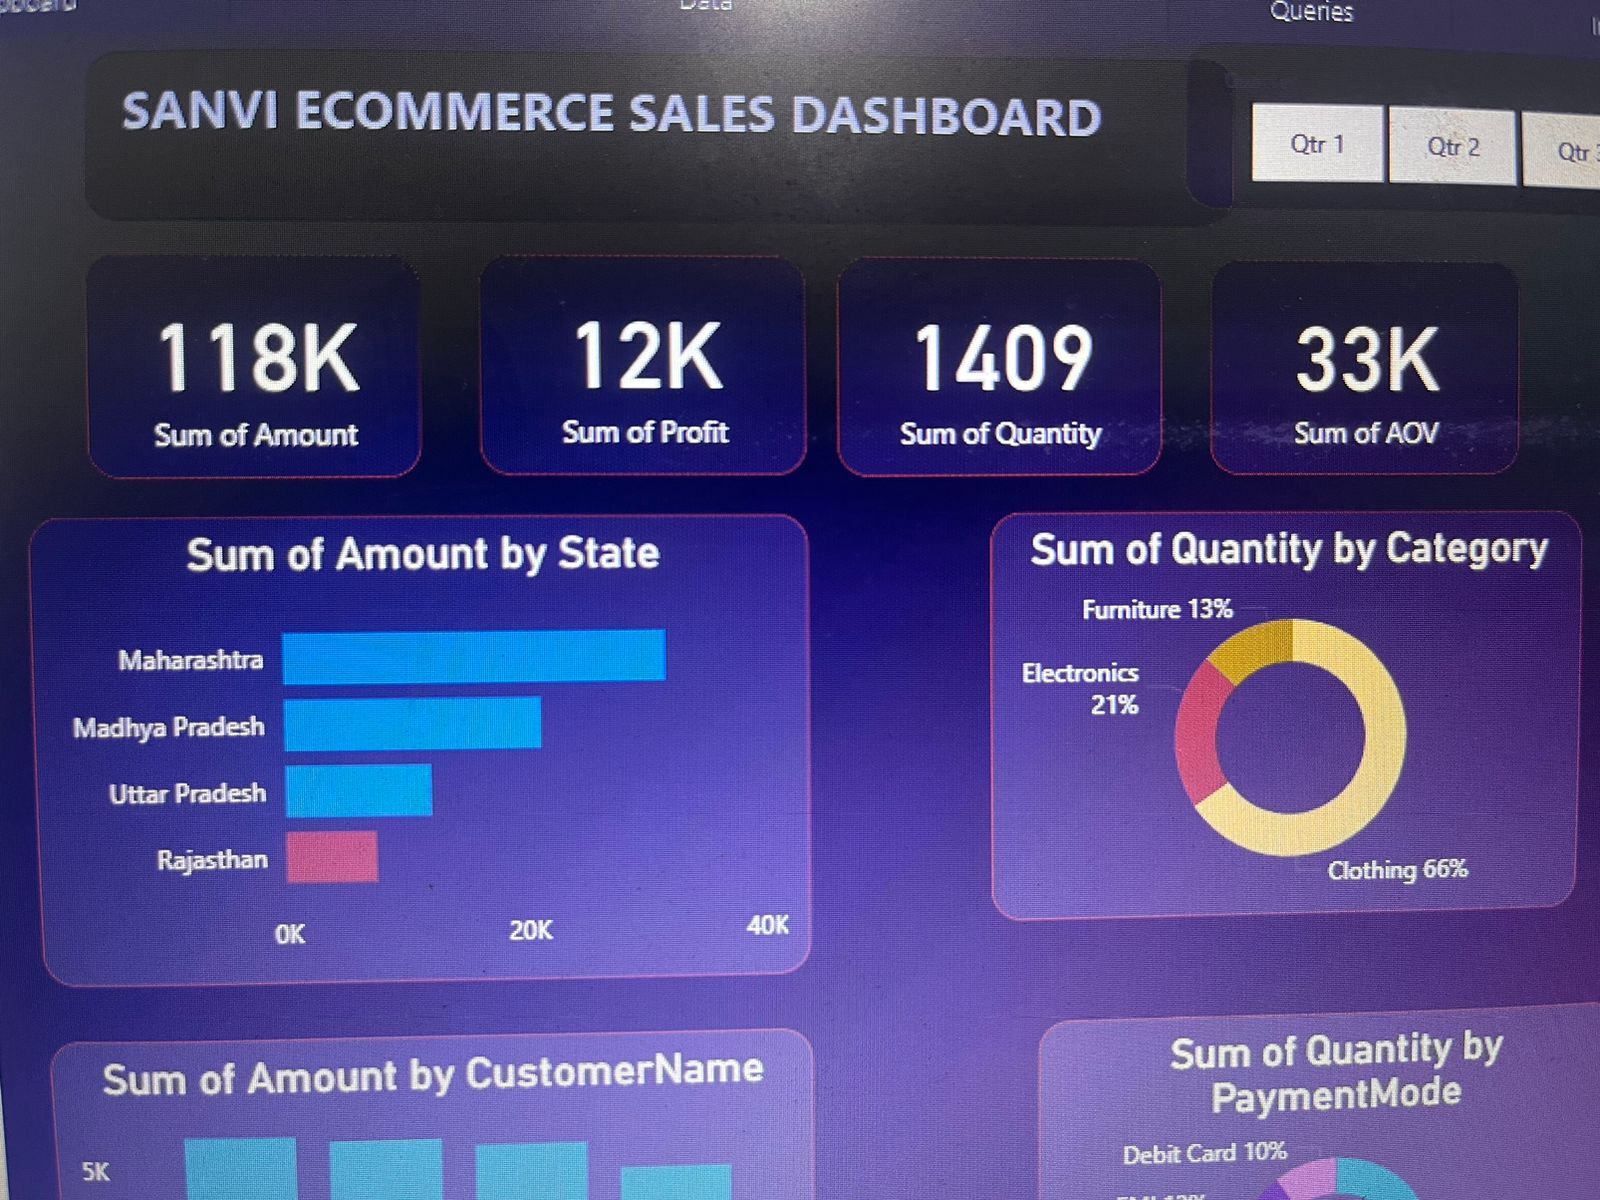 Data
Queries
SANVI ECOMMERCE SALES DASHBOARD
Qtr 1
Qtr 2
Qtr 3
118K
Sum of Amount
12K
Sum of Profit
1409
Sum of Quantity
33K
Sum of AOV
Sum of Amount by State
Maharashtra
Madhya Pradesh
Uttar Pradesh
Rajasthan
0K
20K
40K
Sum of Quantity by Category
Furniture 13%
Electronics
21%
Clothing 66%
Sum of Amount by CustomerName
5K
Sum of Quantity by
PaymentMode
Debit Card 10%